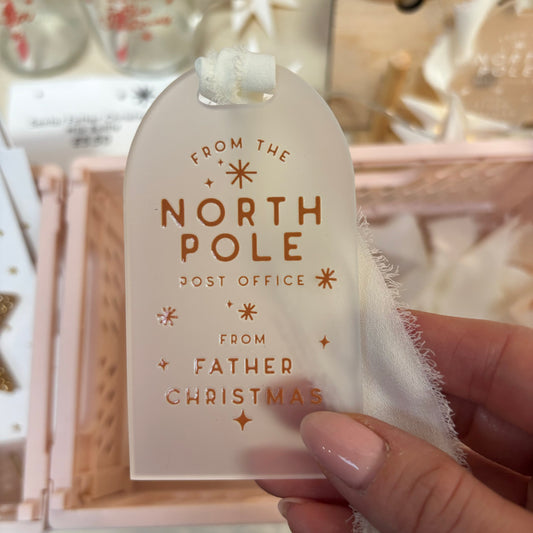 FROM THE
NORTH
POLE
POST OFFICE
FROM
FATHER
CHRISTMAS